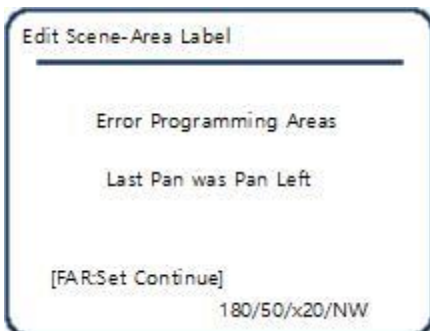 Edit Scene-Area Label
Error Programming Areas
Last Pan was Pan Left
[FAR:Set Continue]
180/50/x20/NW